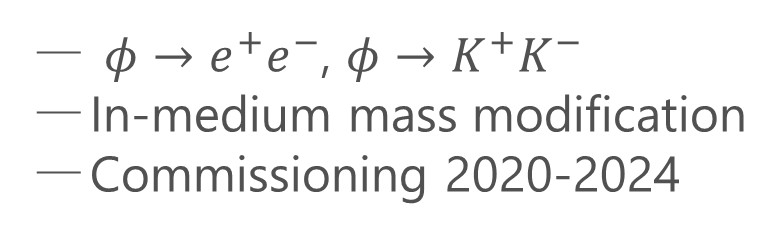 — 𝜙 → 𝑒⁺𝑒⁻, 𝜙 → 𝐾⁺𝐾⁻
— In-medium mass modification
— Commissioning 2020-2024